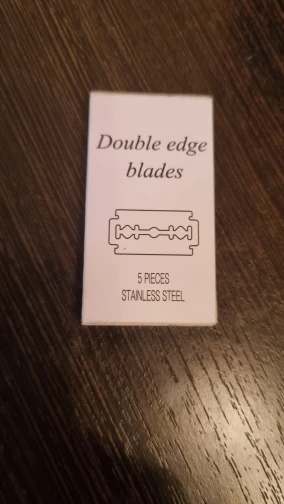 Double edge
blades
5 PIECES
STAINLESS STEEL